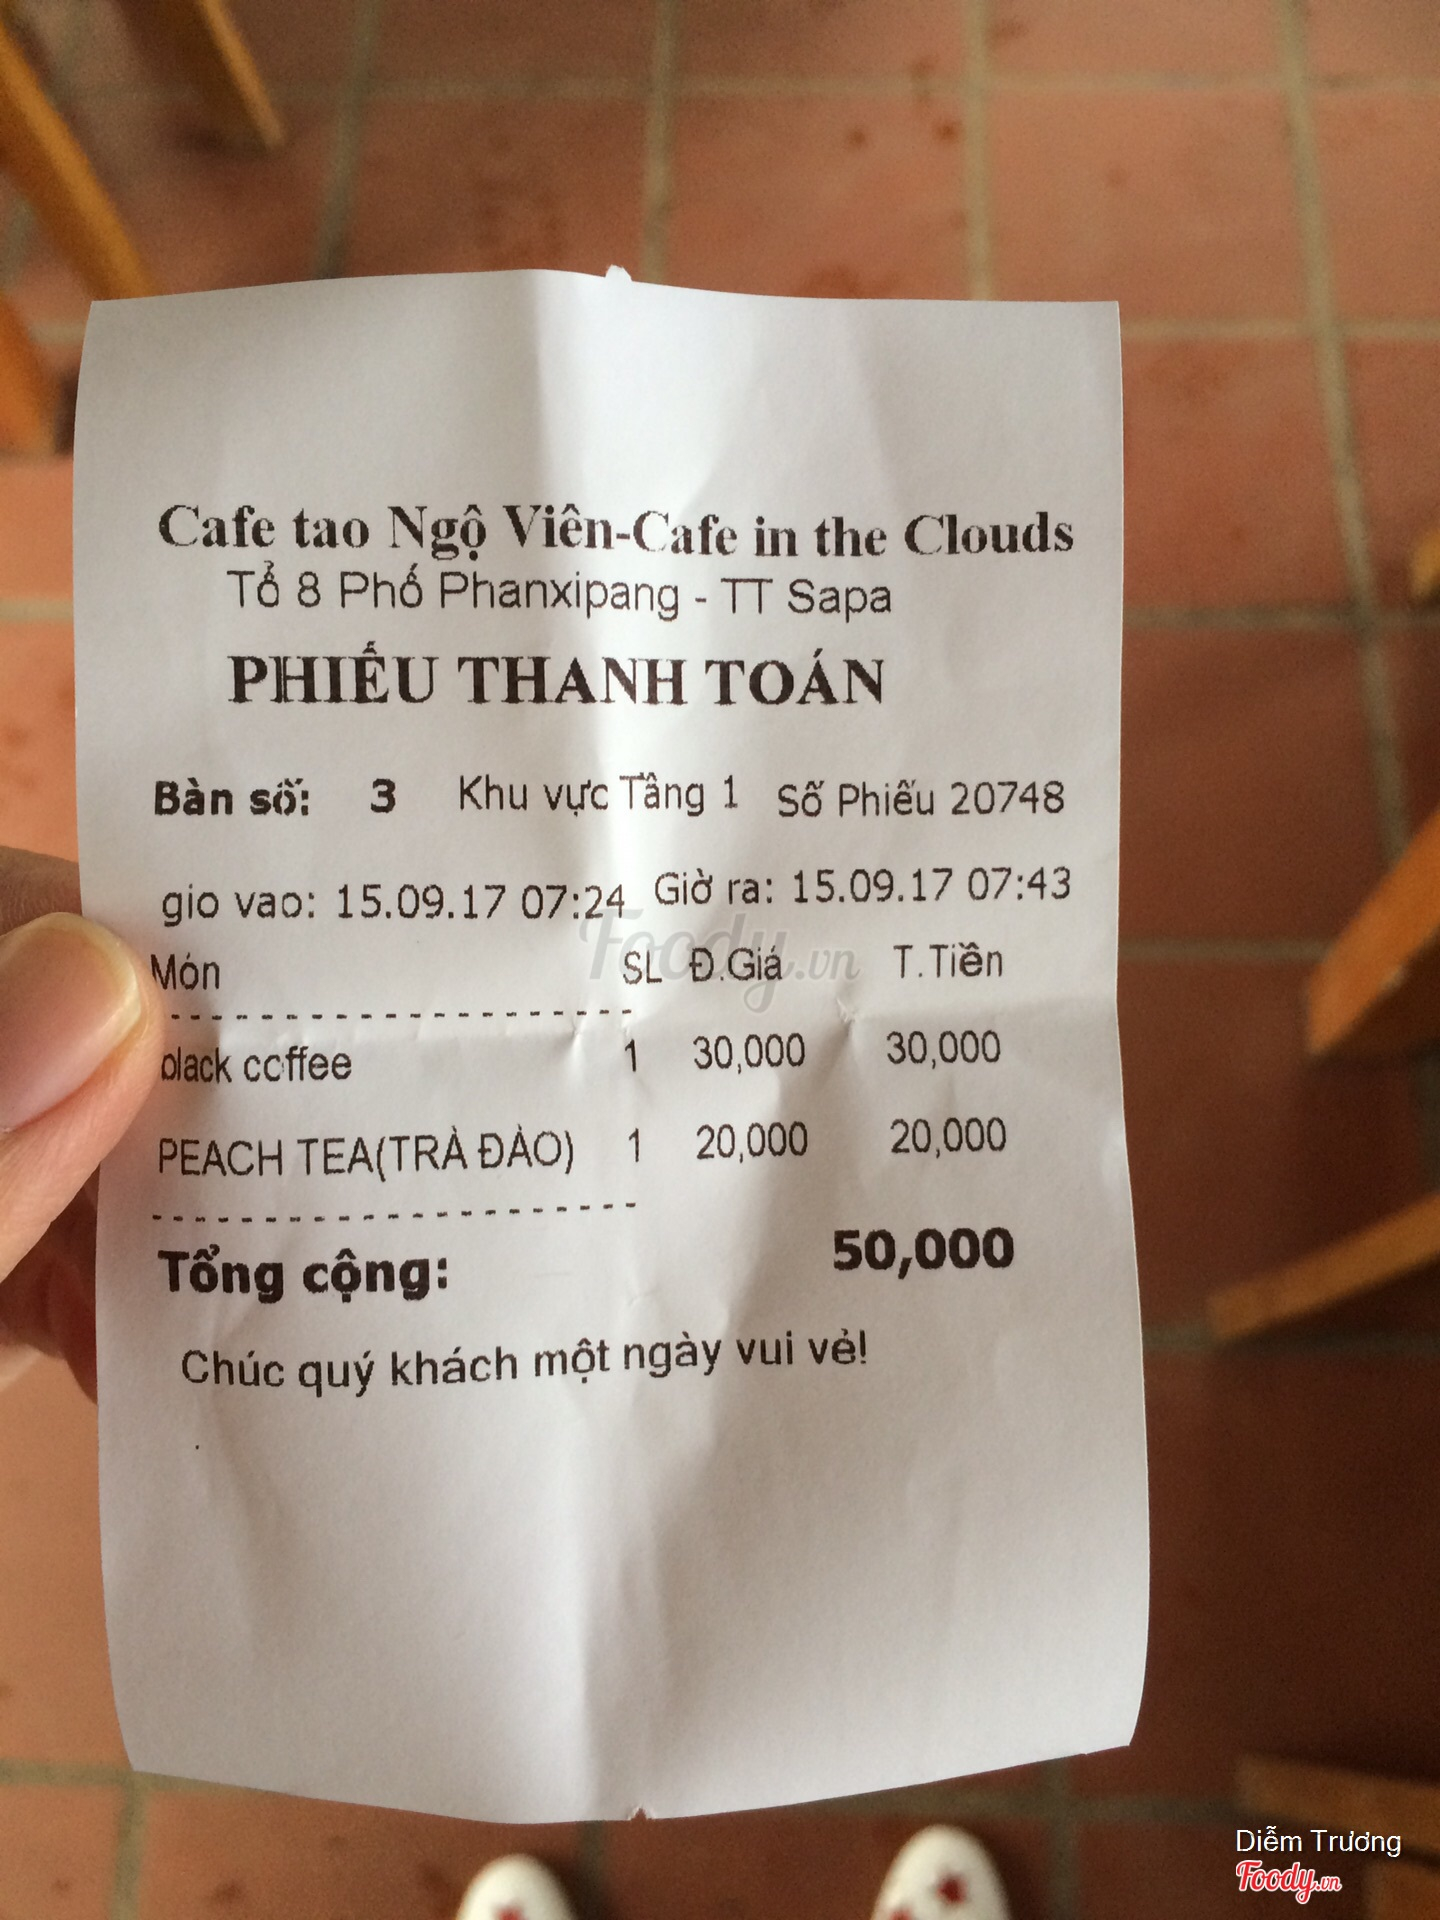 Cafe tao Ngộ Viên-Cafe in the Clouds
Tổ 8 Phố Phanxipang - TT Sapa
PHIẾU THANH TOÁN
Bàn số: 3 Khu vực Tầng 1 Số Phiếu 20748
gio vao: 15.09.17 07:24 Giờ ra: 15.09.17 07:43
Món SL Đ.Giá T.Tiền
black coffee 1 30,000 30,000
PEACH TEA(TRÀ ĐÀO) 1 20,000 20,000
Tổng cộng: 50,000
Chúc quý khách một ngày vui vẻ!
Foody.vn
Diễm Trương
Foody.vn